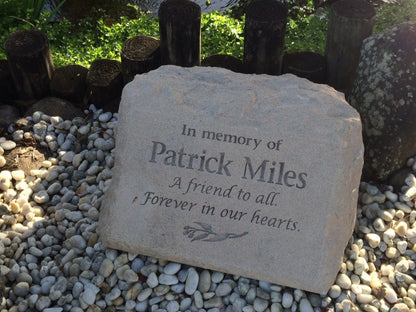 In memory of
Patrick Miles
A friend to all.
Forever in our hearts.